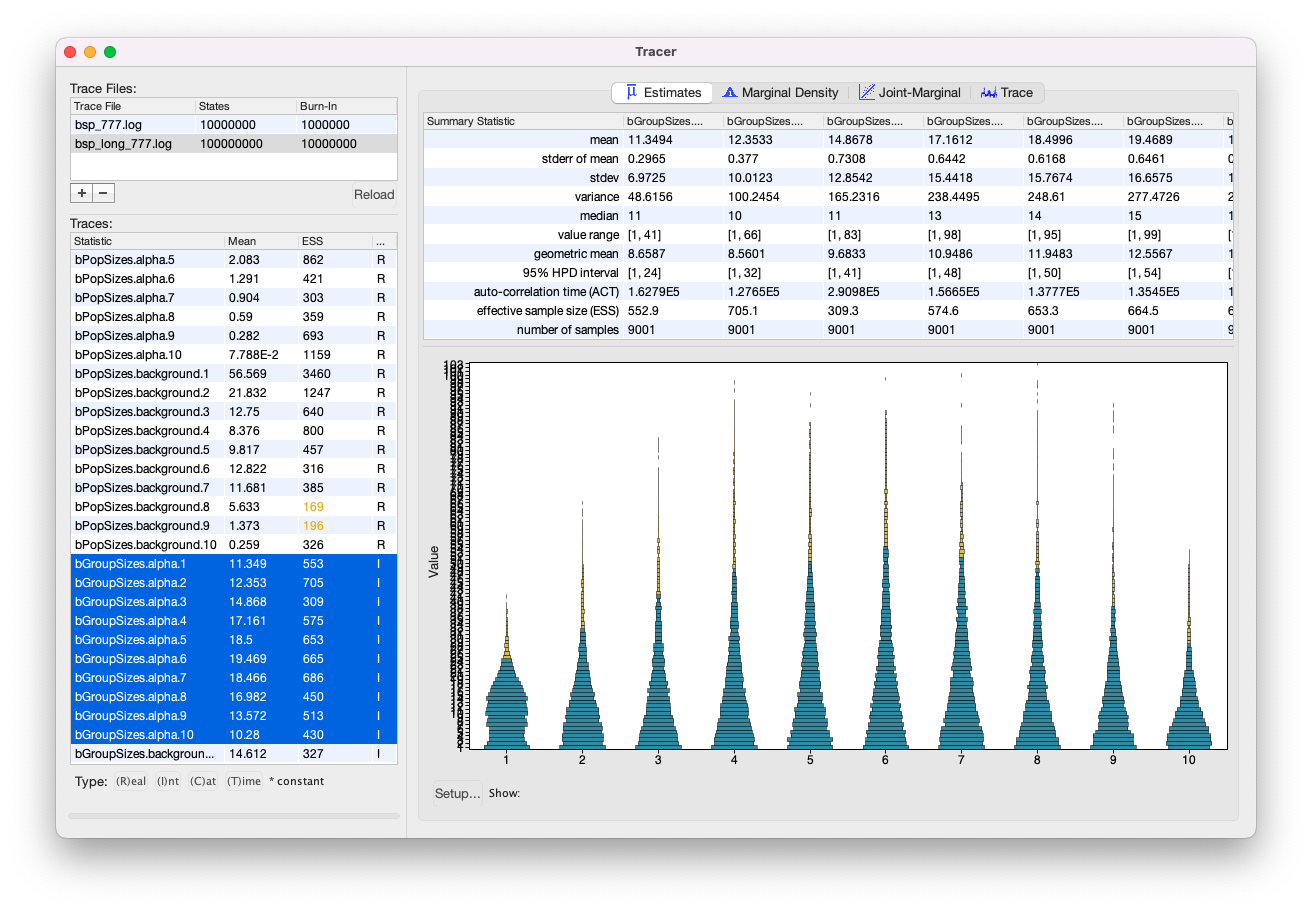 Tracer
Trace Files:
Trace File States Burn-In
bsp_777.log 10000000 1000000
bsp_long_777.log 100000000 10000000
+ − Reload
Traces:
Statistic Mean ESS ...
bPopSizes.alpha.5 2.083 862 R
bPopSizes.alpha.6 1.291 421 R
bPopSizes.alpha.7 0.904 303 R
bPopSizes.alpha.8 0.59 359 R
bPopSizes.alpha.9 0.282 693 R
bPopSizes.alpha.10 7.788E-2 1159 R
bPopSizes.background.1 56.569 3460 R
bPopSizes.background.2 21.832 1247 R
bPopSizes.background.3 12.75 640 R
bPopSizes.background.4 8.376 800 R
bPopSizes.background.5 9.817 457 R
bPopSizes.background.6 12.822 316 R
bPopSizes.background.7 11.681 385 R
bPopSizes.background.8 5.633 169 R
bPopSizes.background.9 1.373 196 R
bPopSizes.background.10 0.259 326 R
bGroupSizes.alpha.1 11.349 553 I
bGroupSizes.alpha.2 12.353 705 I
bGroupSizes.alpha.3 14.868 309 I
bGroupSizes.alpha.4 17.161 575 I
bGroupSizes.alpha.5 18.5 653 I
bGroupSizes.alpha.6 19.469 665 I
bGroupSizes.alpha.7 18.466 686 I
bGroupSizes.alpha.8 16.982 450 I
bGroupSizes.alpha.9 13.572 513 I
bGroupSizes.alpha.10 10.28 430 I
bGroupSizes.backgroun... 14.612 327 I
Type: (R)eal (I)nt (C)at (T)ime * constant
Estimates Marginal Density Joint-Marginal Trace
Summary Statistic bGroupSizes.... bGroupSizes.... bGroupSizes.... bGroupSizes.... bGroupSizes.... bGroupSizes....
mean 11.3494 12.3533 14.8678 17.1612 18.4996 19.4689
stderr of mean 0.2965 0.377 0.7308 0.6442 0.6168 0.6461
stdev 6.9725 10.0123 12.8542 15.4418 15.7674 16.6575
variance 48.6156 100.2454 165.2316 238.4495 248.61 277.4726
median 11 10 11 13 14 15
value range [1, 41] [1, 66] [1, 83] [1, 98] [1, 95] [1, 99]
geometric mean 8.6587 8.5601 9.6833 10.9486 11.9483 12.5567
95% HPD interval [1, 24] [1, 32] [1, 41] [1, 48] [1, 50] [1, 54]
auto-correlation time (ACT) 1.6279E5 1.2765E5 2.9098E5 1.5665E5 1.3777E5 1.3545E5
effective sample size (ESS) 552.9 705.1 309.3 574.6 653.3 664.5
number of samples 9001 9001 9001 9001 9001 9001
Value
1 2 3 4 5 6 7 8 9 10
Setup... Show: